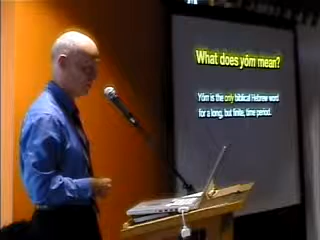 What does yôm mean?
Yôm is the only biblical Hebrew word
for a long, but finite, time period.